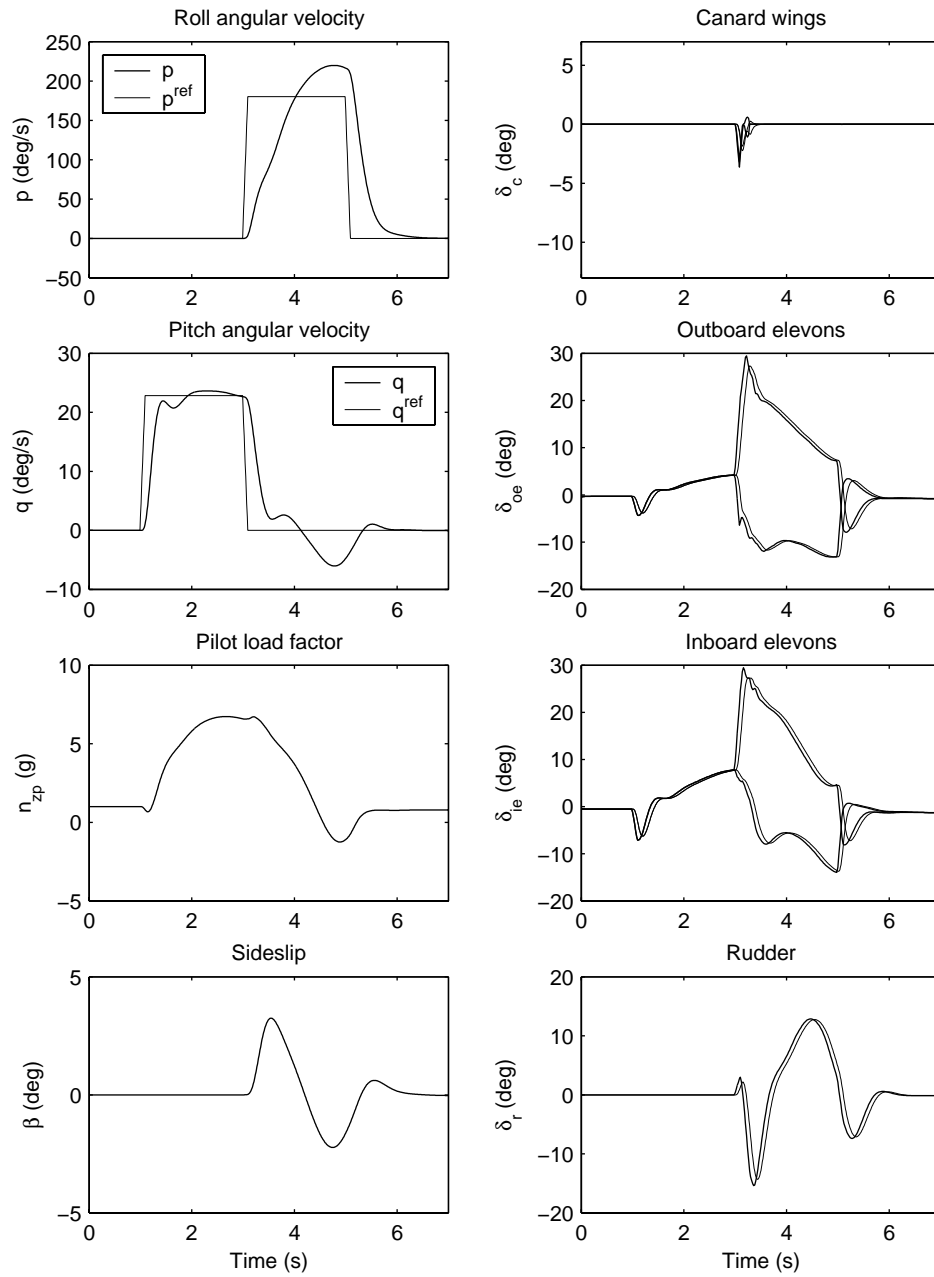 Roll angular velocity
250
200
150
100
50
0
−50
0 2 4 6
p (deg/s)
p
p^ref
Canard wings
5
0
−5
−10
0 2 4 6
δ_c (deg)
Pitch angular velocity
30
20
10
0
−10
0 2 4 6
q (deg/s)
q
q^ref
Outboard elevons
30
20
10
0
−10
−20
0 2 4 6
δ_oe (deg)
Pilot load factor
10
5
0
−5
0 2 4 6
n_zp (g)
Inboard elevons
30
20
10
0
−10
−20
0 2 4 6
δ_ie (deg)
Sideslip
5
0
−5
0 2 4 6
β (deg)
Time (s)
Rudder
20
10
0
−10
−20
0 2 4 6
δ_r (deg)
Time (s)